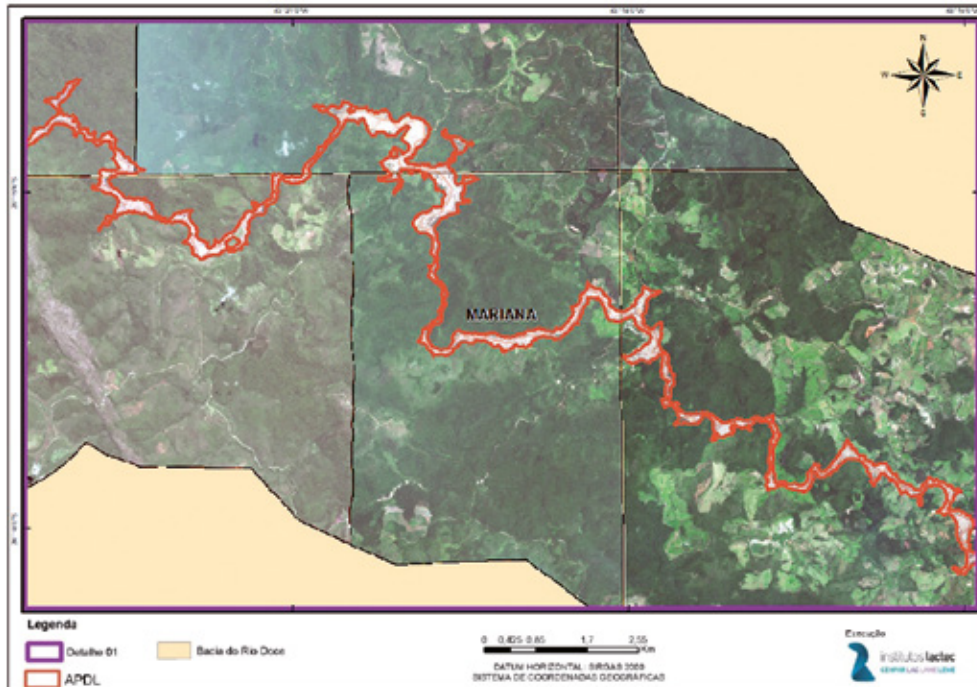 N
W
E
S
MARIANA
Legenda
Detalhe 01
Bacia do Rio Doce
APDL
0 0,425 0,85 1,7 2,55
Km
DATUM HORIZONTAL: SIRGAS 2000
SISTEMA DE COORDENADAS GEOGRÁFICAS
Execução
institutos lactec